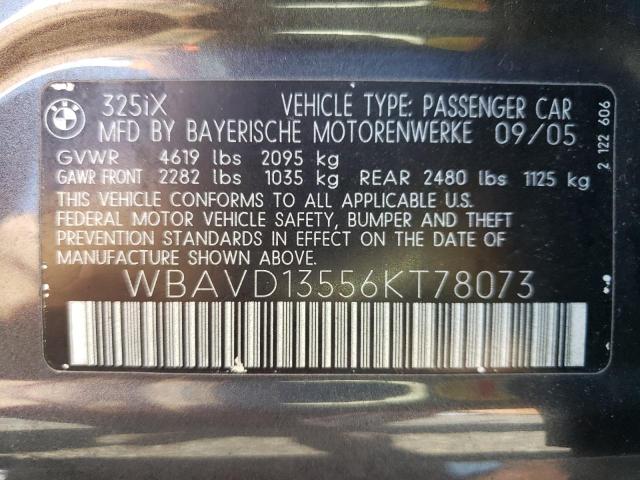 BMW
325iX VEHICLE TYPE: PASSENGER CAR
MFD BY BAYERISCHE MOTORENWERKE 09/05
GVWR 4619 lbs 2095 kg
GAWR FRONT 2282 lbs 1035 kg REAR 2480 lbs 1125 kg
THIS VEHICLE CONFORMS TO ALL APPLICABLE U.S.
FEDERAL MOTOR VEHICLE SAFETY, BUMPER AND THEFT
PREVENTION STANDARDS IN EFFECT ON THE DATE OF
MANUFACTURE SHOWN ABOVE.
WBAVD13556KT78073
2 122 606